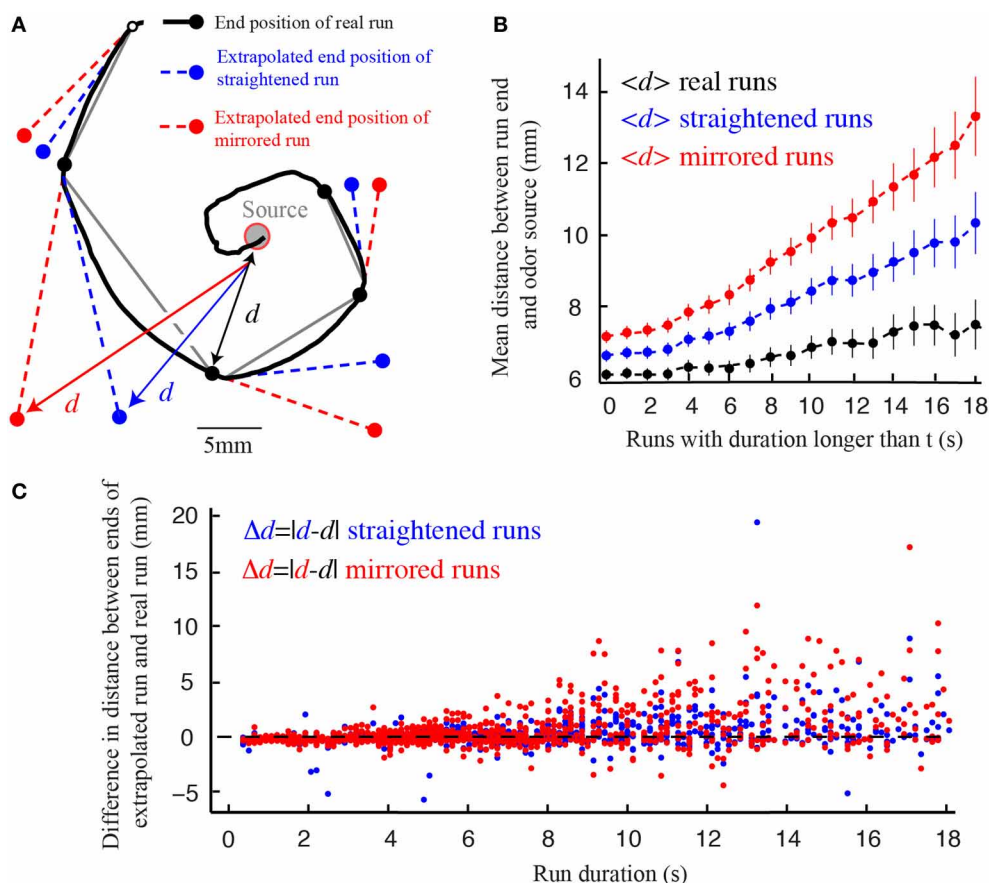 A
End position of real run
Extrapolated end position of
straightened run
Extrapolated end position of
mirrored run
Source
d
d
d
5mm
B
Mean distance between run end
and odor source (mm)
<d> real runs
<d> straightened runs
<d> mirrored runs
14
12
10
8
6
0 2 4 6 8 10 12 14 16 18
Runs with duration longer than t (s)
C
Difference in distance between ends of
extrapolated run and real run (mm)
Δd=|d-d| straightened runs
Δd=|d-d| mirrored runs
20
15
10
5
0
−5
0 2 4 6 8 10 12 14 16 18
Run duration (s)